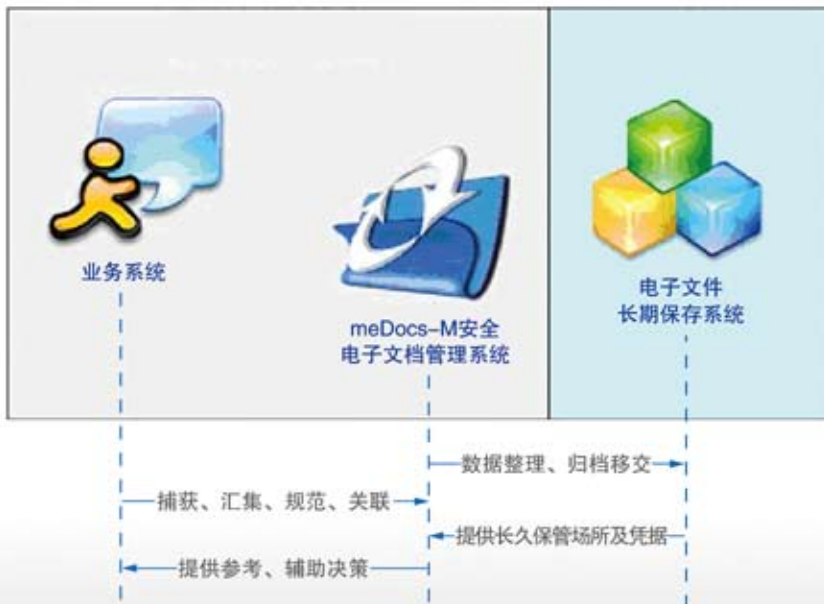 业务系统
meDocs-M安全
电子文档管理系统
电子文件
长期保存系统
数据整理、归档移交
捕获、汇集、规范、关联
提供长久保管场所及凭据
提供参考、辅助决策